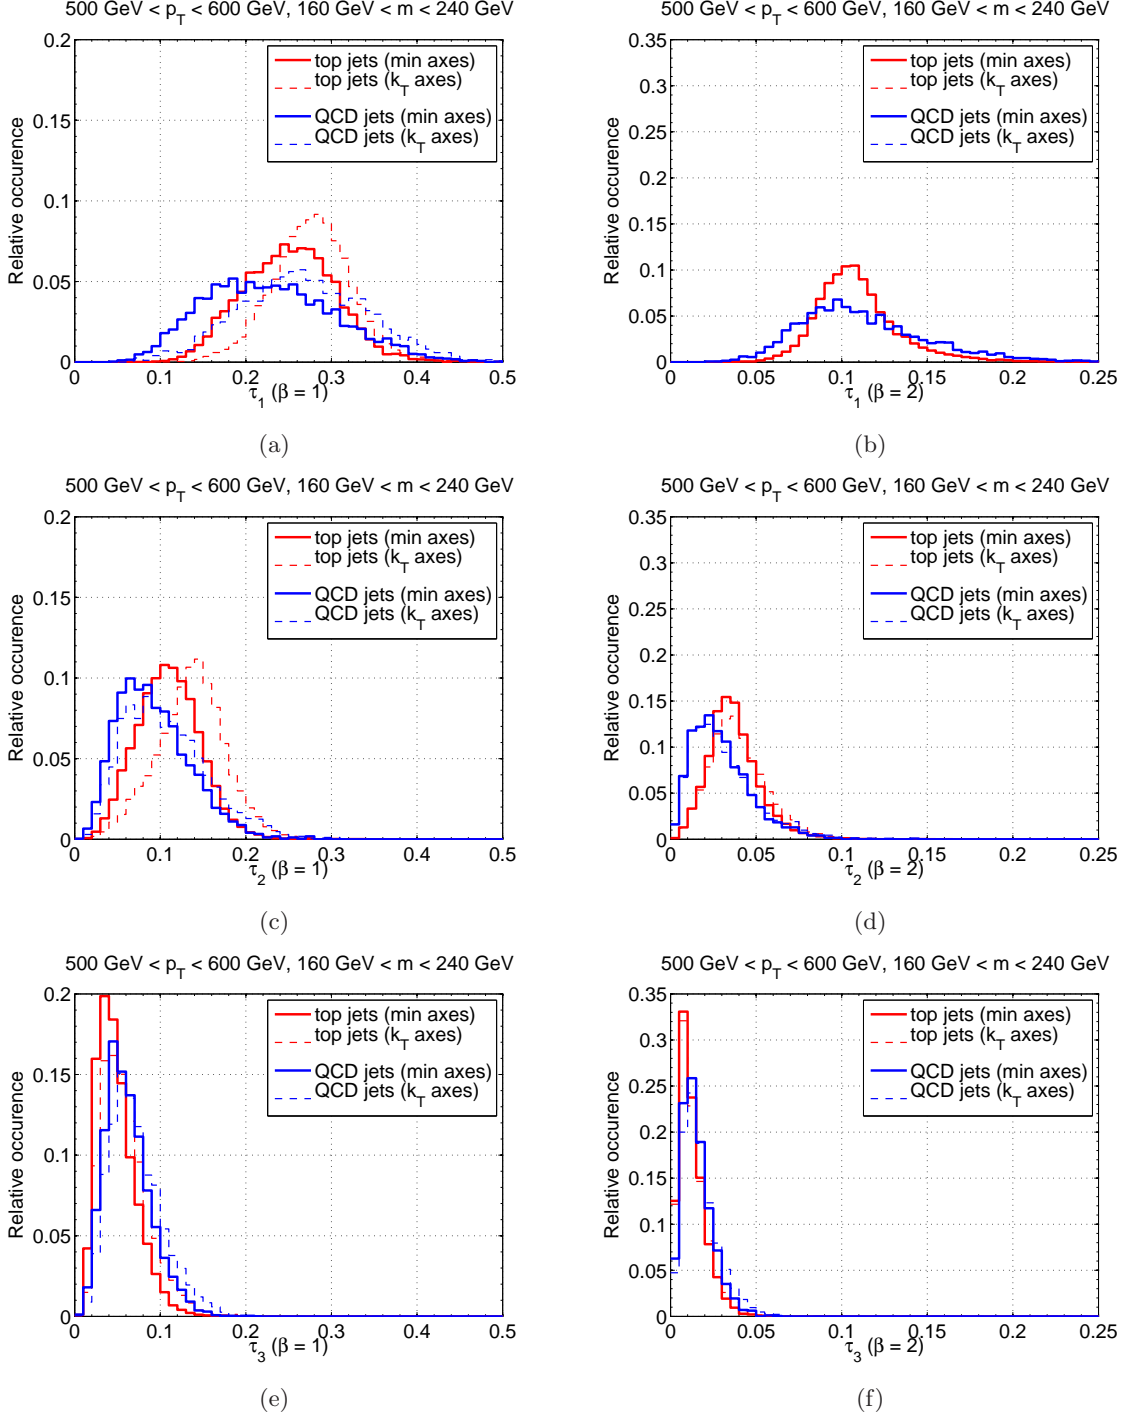 500 GeV < p_T < 600 GeV, 160 GeV < m < 240 GeV
0.2
0.15
0.1
0.05
0
Relative occurence
top jets (min axes)
top jets (k_T axes)
QCD jets (min axes)
QCD jets (k_T axes)
0 0.1 0.2 0.3 0.4 0.5
τ_1 (β = 1)
(a)
500 GeV < p_T < 600 GeV, 160 GeV < m < 240 GeV
0.35
0.3
0.25
0.2
0.15
0.1
0.05
0
Relative occurence
top jets (min axes)
top jets (k_T axes)
QCD jets (min axes)
QCD jets (k_T axes)
0 0.05 0.1 0.15 0.2 0.25
τ_1 (β = 2)
(b)
500 GeV < p_T < 600 GeV, 160 GeV < m < 240 GeV
0.2
0.15
0.1
0.05
0
Relative occurence
top jets (min axes)
top jets (k_T axes)
QCD jets (min axes)
QCD jets (k_T axes)
0 0.1 0.2 0.3 0.4 0.5
τ_2 (β = 1)
(c)
500 GeV < p_T < 600 GeV, 160 GeV < m < 240 GeV
0.35
0.3
0.25
0.2
0.15
0.1
0.05
0
Relative occurence
top jets (min axes)
top jets (k_T axes)
QCD jets (min axes)
QCD jets (k_T axes)
0 0.05 0.1 0.15 0.2 0.25
τ_2 (β = 2)
(d)
500 GeV < p_T < 600 GeV, 160 GeV < m < 240 GeV
0.2
0.15
0.1
0.05
0
Relative occurence
top jets (min axes)
top jets (k_T axes)
QCD jets (min axes)
QCD jets (k_T axes)
0 0.1 0.2 0.3 0.4 0.5
τ_3 (β = 1)
(e)
500 GeV < p_T < 600 GeV, 160 GeV < m < 240 GeV
0.35
0.3
0.25
0.2
0.15
0.1
0.05
0
Relative occurence
top jets (min axes)
top jets (k_T axes)
QCD jets (min axes)
QCD jets (k_T axes)
0 0.05 0.1 0.15 0.2 0.25
τ_3 (β = 2)
(f)